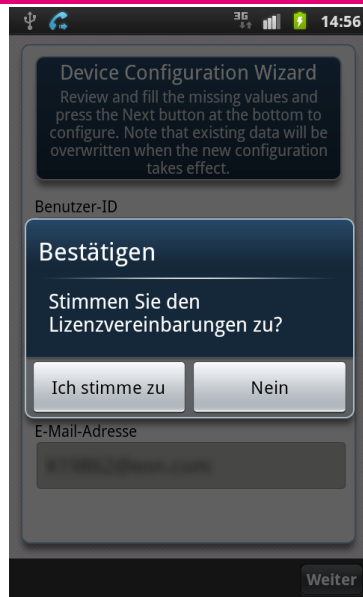 3G
14:56
Device Configuration Wizard
Review and fill the missing values and
press the Next button at the bottom to
configure. Note that existing data will be
overwritten when the new configuration
takes effect.
Benutzer-ID
Bestätigen
Stimmen Sie den
Lizenzvereinbarungen zu?
Ich stimme zu
Nein
E-Mail-Adresse
Weiter